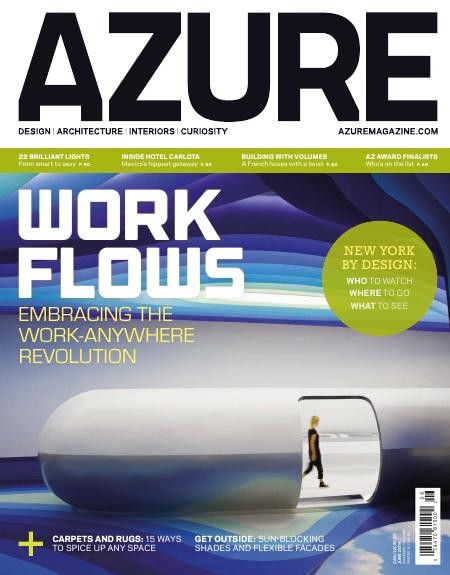 AZURE
DESIGN | ARCHITECTURE | INTERIORS | CURIOSITY
AZUREMAGAZINE.COM
22 BRILLIANT LIGHTS
From smart to sexy P.90
INSIDE HOTEL CARLOTA
Mexico's hippest getaway
BUILDING WITH VOLUMES
A French house with a twist
AZ AWARD FINALISTS
Who's on the list
WORK
FLOWS
EMBRACING THE
WORK-ANYWHERE
REVOLUTION
NEW YORK
BY DESIGN:
WHO TO WATCH
WHERE TO GO
WHAT TO SEE
+
CARPETS AND RUGS: 15 WAYS
TO SPICE UP ANY SPACE
GET OUTSIDE: SUN-BLOCKING
SHADES AND FLEXIBLE FACADES